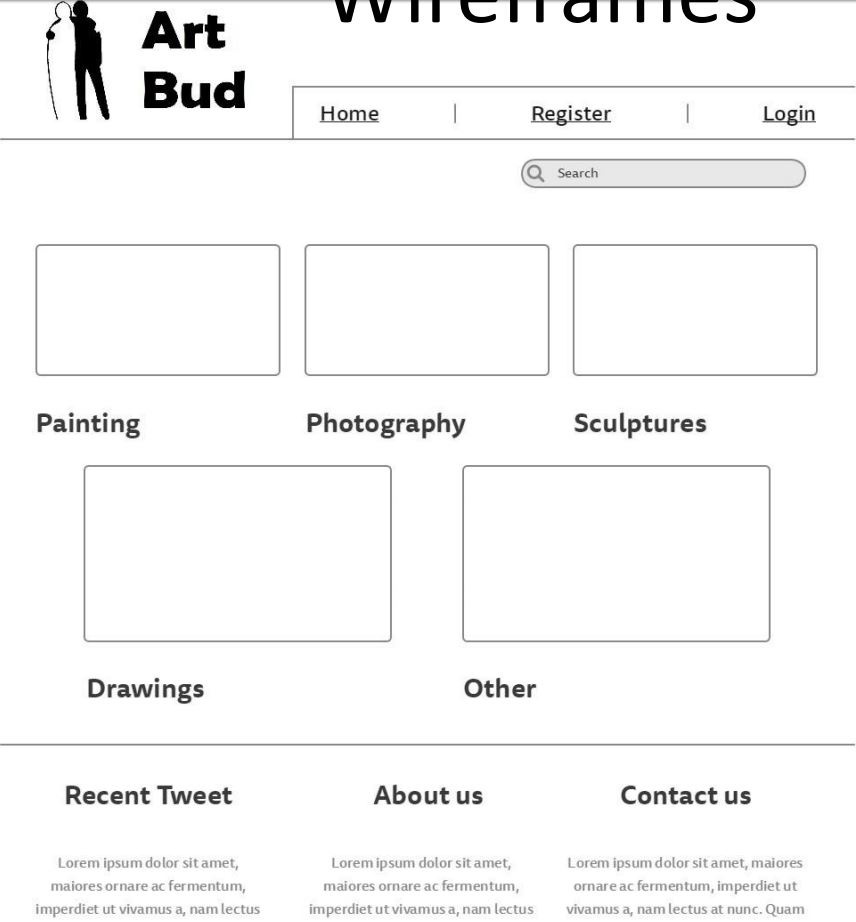 Wireframes
Art
Bud
Home | Register | Login
Search
Painting
Photography
Sculptures
Drawings
Other
Recent Tweet
About us
Contact us
Lorem ipsum dolor sit amet,
maiores ornare ac fermentum,
imperdiet ut vivamus a, nam lectus
Lorem ipsum dolor sit amet,
maiores ornare ac fermentum,
imperdiet ut vivamus a, nam lectus
Lorem ipsum dolor sit amet, maiores
ornare ac fermentum, imperdiet ut
vivamus a, nam lectus at nunc. Quam